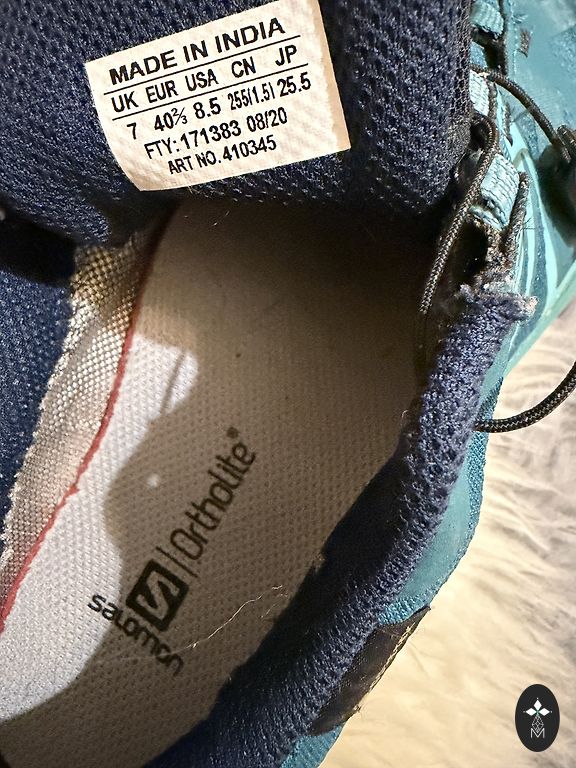 MADE IN INDIA
UK EUR USA CN JP
7 40⅔ 8.5 255(1.5) 25.5
FTY: 171383 08/20
ART NO. 410345
Ortholite®
salomon
M